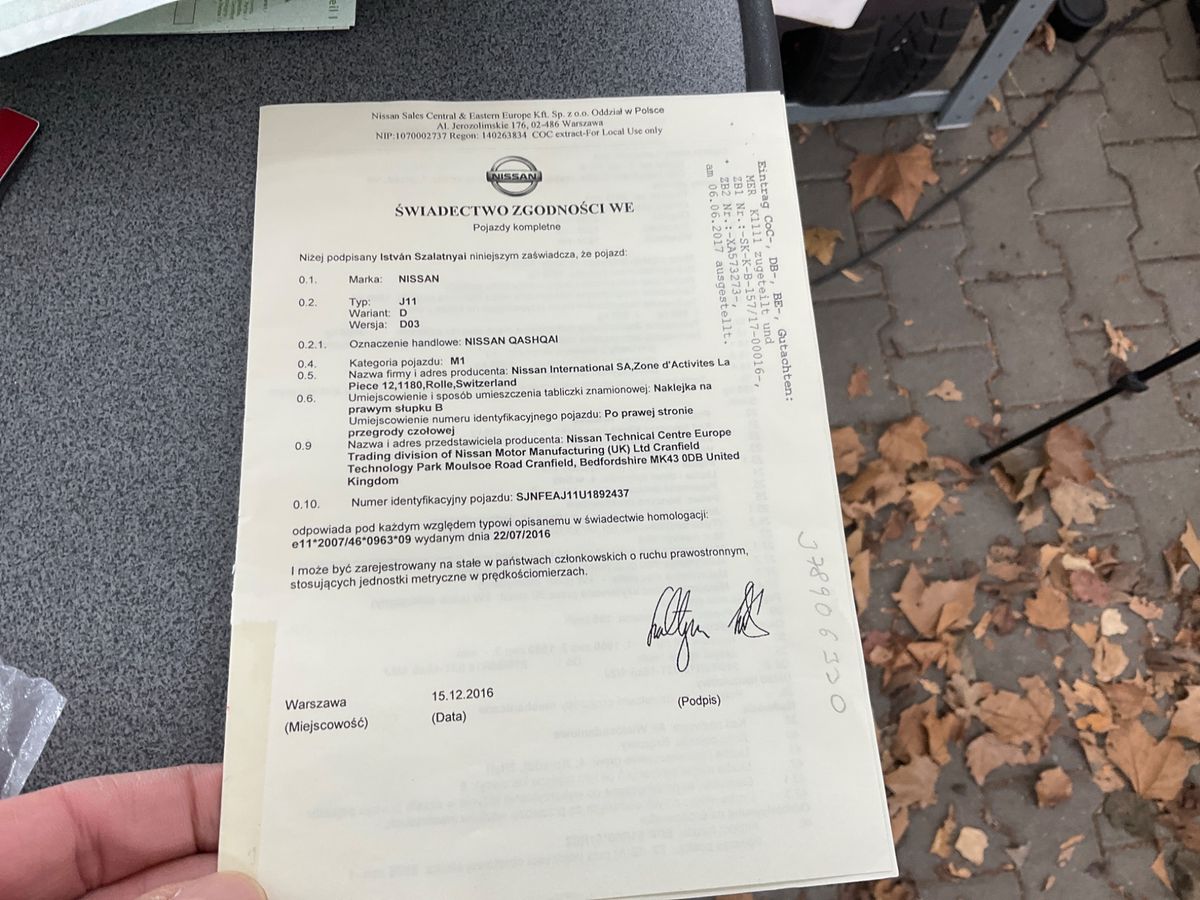 eil I
Nissan Sales Central & Eastern Europe Kft. Sp. z o.o. Oddział w Polsce
Al. Jerozolimskie 176, 02-486 Warszawa
NIP:1070002737 Regon: 140263834 COC extract-For Local Use only
NISSAN
ŚWIADECTWO ZGODNOŚCI WE
Pojazdy kompletne
Niżej podpisany István Szalatnyai niniejszym zaświadcza, że pojazd:
0.1. Marka: NISSAN
0.2. Typ: J11
Wariant: D
Wersja: D03
0.2.1. Oznaczenie handlowe: NISSAN QASHQAI
0.4. Kategoria pojazdu: M1
0.5. Nazwa firmy i adres producenta: Nissan International SA,Zone d'Activites La
Piece 12,1180,Rolle,Switzerland
0.6. Umiejscowienie i sposób umieszczenia tabliczki znamionowej: Naklejka na
prawym słupku B
Umiejscowienie numeru identyfikacyjnego pojazdu: Po prawej stronie
przegrody czołowej
0.9 Nazwa i adres przedstawiciela producenta: Nissan Technical Centre Europe
Trading division of Nissan Motor Manufacturing (UK) Ltd Cranfield
Technology Park Moulsoe Road Cranfield, Bedfordshire MK43 0DB United
Kingdom
0.10. Numer identyfikacyjny pojazdu: SJNFEAJ11U1892437
odpowiada pod każdym względem typowi opisanemu w świadectwie homologacji:
e11*2007/46*0963*09 wydanym dnia 22/07/2016
I może być zarejestrowany na stałe w państwach członkowskich o ruchu prawostronnym,
stosujących jednostki metryczne w prędkościomierzach.
Warszawa
(Miejscowość)
15.12.2016
(Data)
(Podpis)
Eintrag CoC-, DB-, BE-, Gutachten:
MER K1111 zugeteilt und
ZB1 Nr.:-SK-K-B-157/17-00016-,
* ZB2 Nr.:-XA573273-,
am 06.06.2017 ausgestellt.